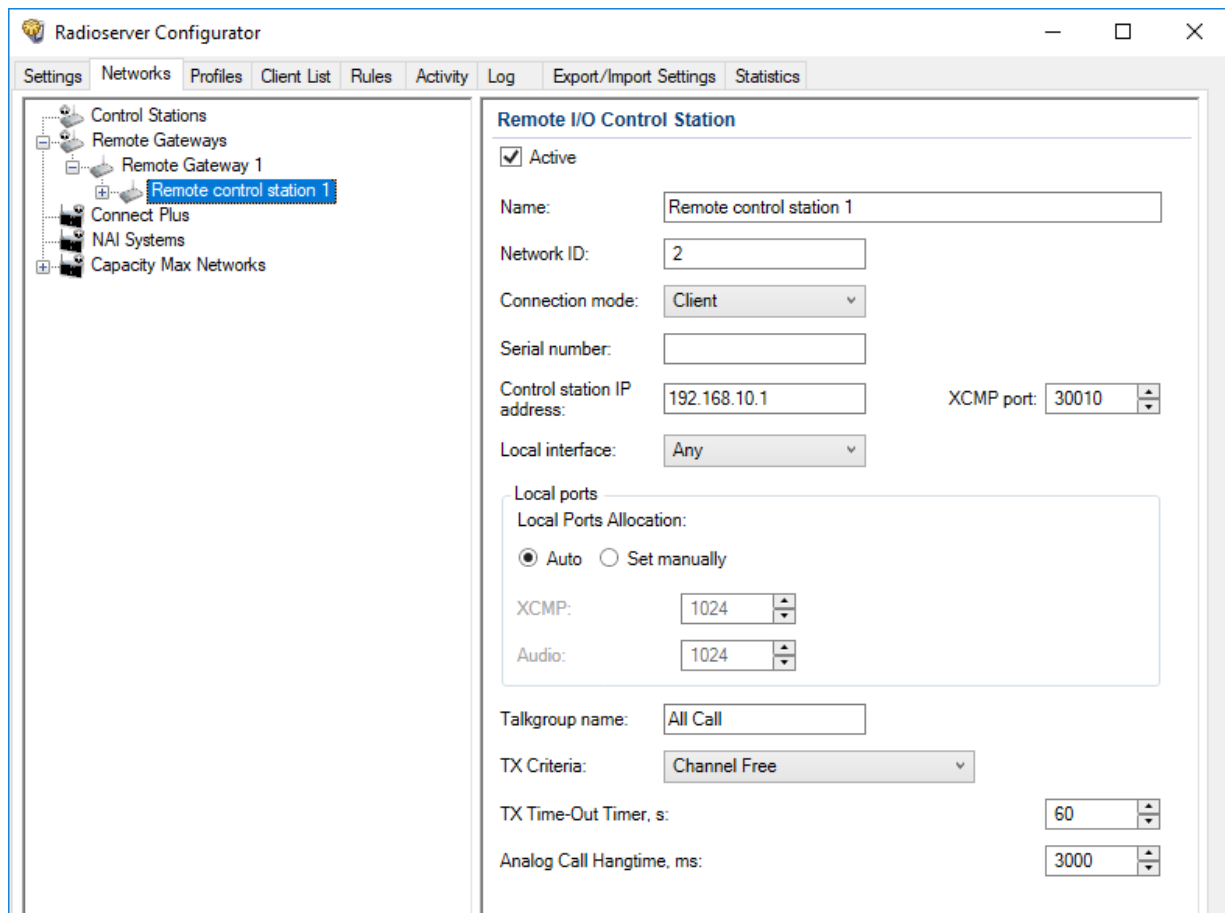 Radioserver Configurator
Settings Networks Profiles Client List Rules Activity Log Export/Import Settings Statistics
Control Stations
Remote Gateways
Remote Gateway 1
Remote control station 1
Connect Plus
NAI Systems
Capacity Max Networks
Remote I/O Control Station
Active
Name: Remote control station 1
Network ID: 2
Connection mode: Client
Serial number:
Control station IP
address: 192.168.10.1 XCMP port: 30010
Local interface: Any
Local ports
Local Ports Allocation:
Auto Set manually
XCMP: 1024
Audio: 1024
Talkgroup name: All Call
TX Criteria: Channel Free
TX Time-Out Timer, s: 60
Analog Call Hangtime, ms: 3000